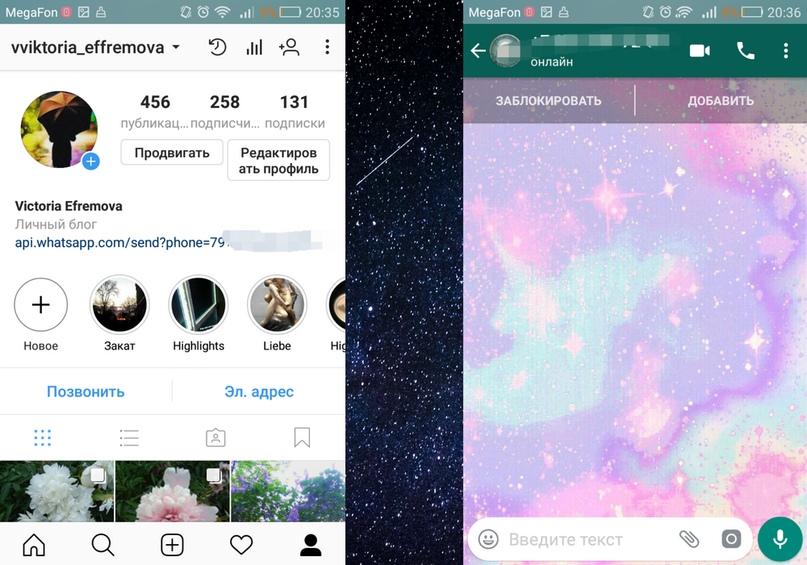 MegaFon 20:35
vviktoria_effremova
456 258 131
публикац... подписчи... подписки
Продвигать
Редактиров
ать профиль
Victoria Efremova
Личный блог
api.whatsapp.com/send?phone=79
Новое Закат Highlights Liebe Hig
Позвонить Эл. адрес
MegaFon 20:36
онлайн
ЗАБЛОКИРОВАТЬ ДОБАВИТЬ
Введите текст